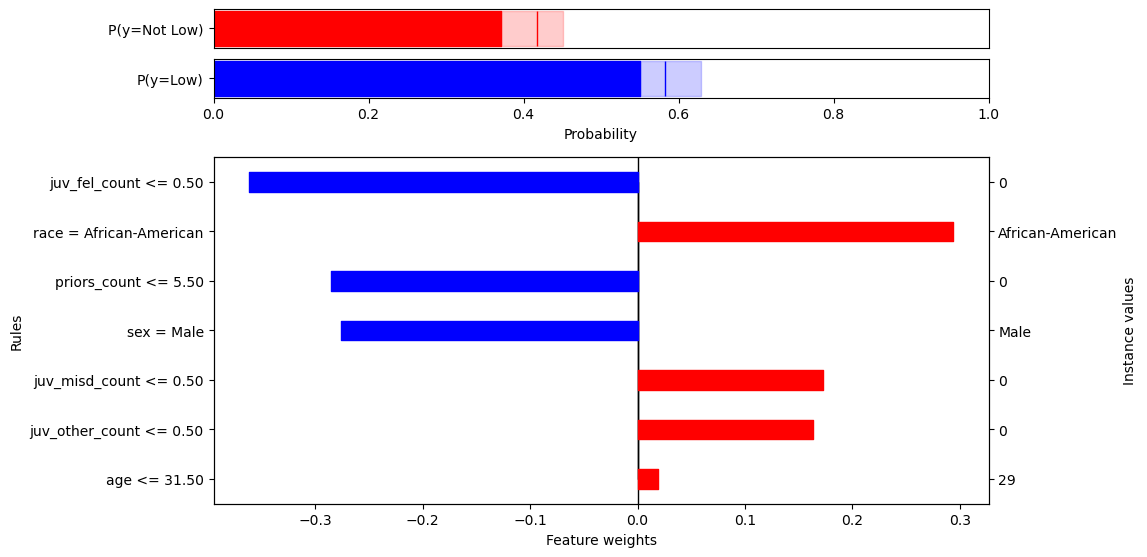 P(y=Not Low)
P(y=Low)
0.0 0.2 0.4 0.6 0.8 1.0
Probability
juv_fel_count <= 0.50 0
race = African-American African-American
priors_count <= 5.50 0
sex = Male Male
juv_misd_count <= 0.50 0
juv_other_count <= 0.50 0
age <= 31.50 29
Rules
Instance values
−0.3 −0.2 −0.1 0.0 0.1 0.2 0.3
Feature weights